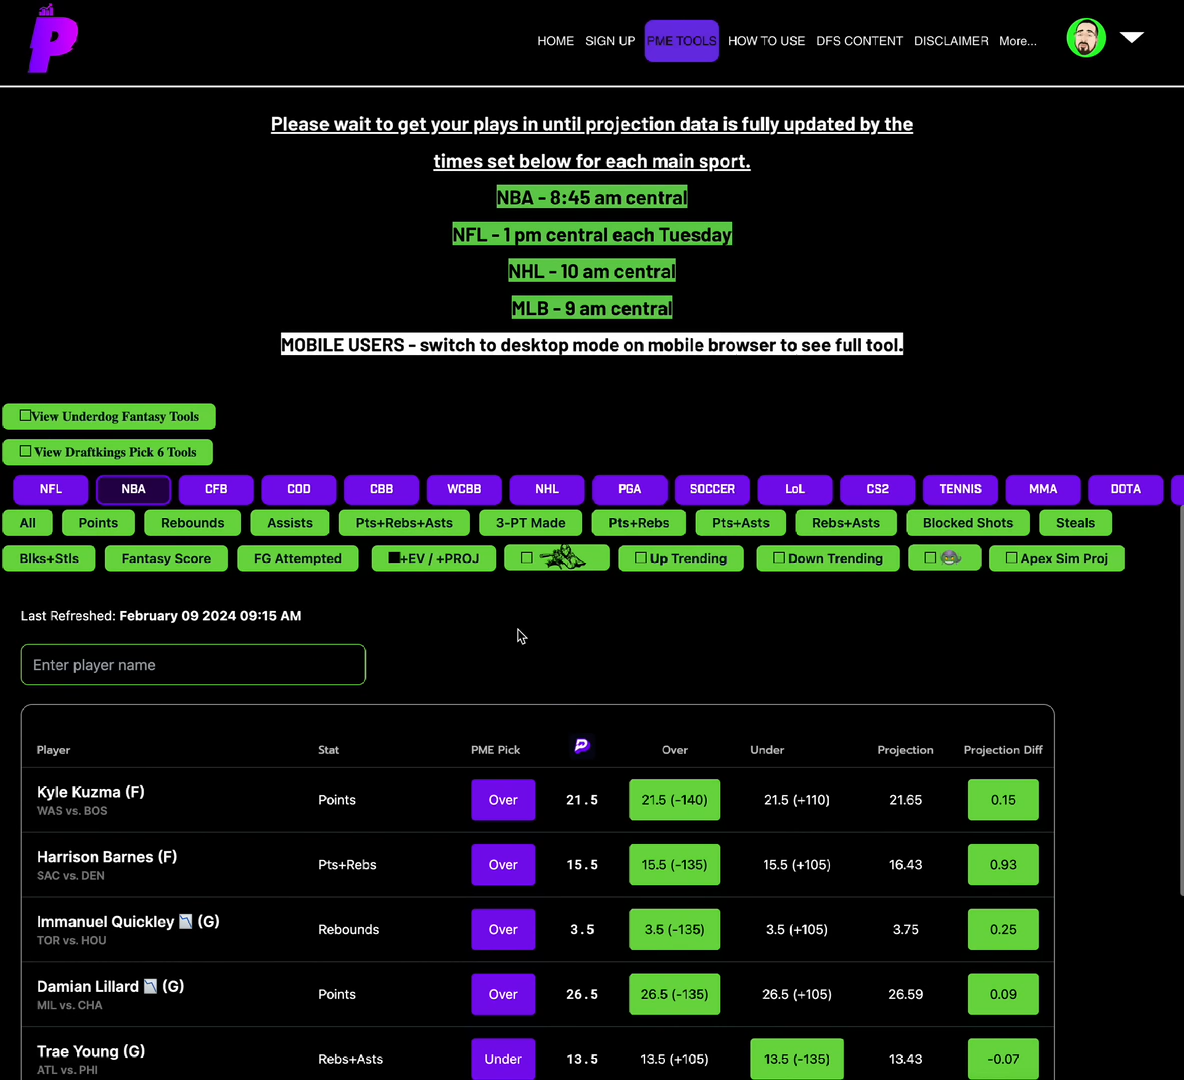 P
HOME SIGN UP PME TOOLS HOW TO USE DFS CONTENT DISCLAIMER More...
Please wait to get your plays in until projection data is fully updated by the
times set below for each main sport.
NBA - 8:45 am central
NFL - 1 pm central each Tuesday
NHL - 10 am central
MLB - 9 am central
MOBILE USERS - switch to desktop mode on mobile browser to see full tool.
View Underdog Fantasy Tools
View Draftkings Pick 6 Tools
NFL NBA CFB COD CBB WCBB NHL PGA SOCCER LoL CS2 TENNIS MMA DOTA
All Points Rebounds Assists Pts+Rebs+Asts 3-PT Made Pts+Rebs Pts+Asts Rebs+Asts Blocked Shots Steals
Blks+Stls Fantasy Score FG Attempted +EV / +PROJ Up Trending Down Trending Apex Sim Proj
Last Refreshed: February 09 2024 09:15 AM
Enter player name
Player Stat PME Pick P Over Under Projection Projection Diff
Kyle Kuzma (F) Points Over 21.5 21.5 (-140) 21.5 (+110) 21.65 0.15
WAS vs. BOS
Harrison Barnes (F) Pts+Rebs Over 15.5 15.5 (-135) 15.5 (+105) 16.43 0.93
SAC vs. DEN
Immanuel Quickley (G) Rebounds Over 3.5 3.5 (-135) 3.5 (+105) 3.75 0.25
TOR vs. HOU
Damian Lillard (G) Points Over 26.5 26.5 (-135) 26.5 (+105) 26.59 0.09
MIL vs. CHA
Trae Young (G) Rebs+Asts Under 13.5 13.5 (+105) 13.5 (-135) 13.43 -0.07
ATL vs. PHI